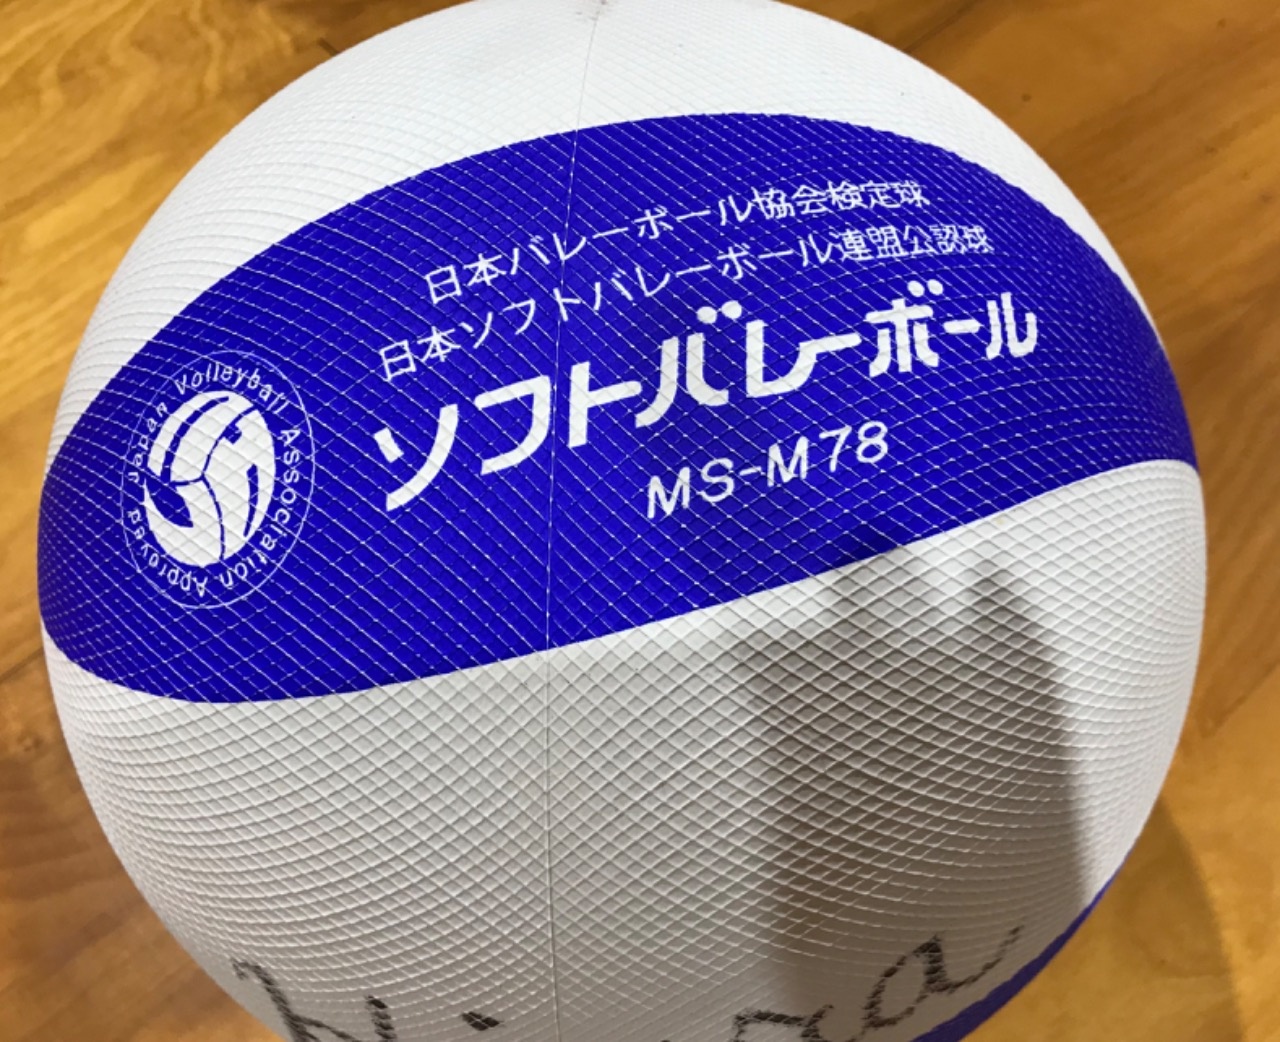 日本バレーボール協会検定球
日本ソフトバレーボール連盟公認球
ソフトバレーボール
MS-M78
Japan Volleyball Association Approved